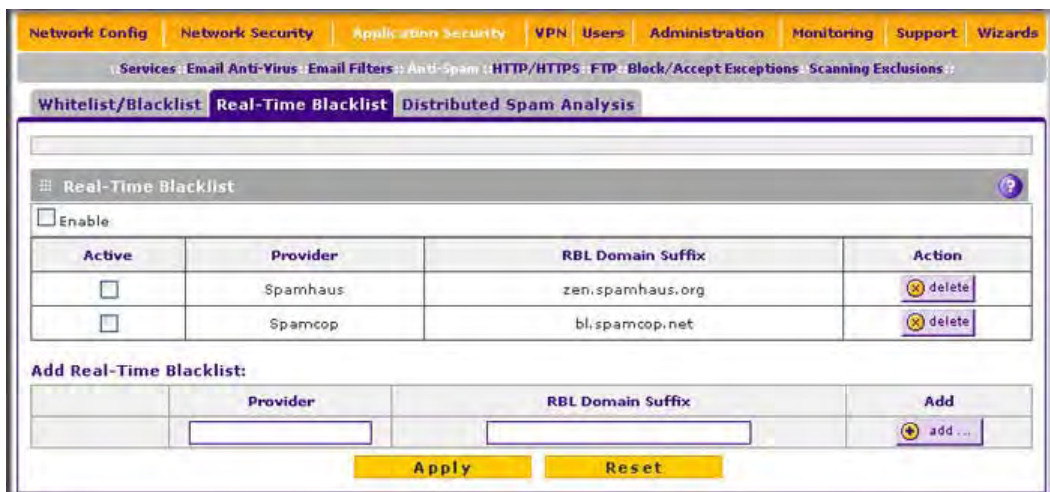 Network Config Network Security Application Security VPN Users Administration Monitoring Support Wizards
:: Services :: Email Anti-Virus :: Email Filters :: Anti-Spam :: HTTP/HTTPS :: FTP :: Block/Accept Exceptions :: Scanning Exclusions ::
Whitelist/Blacklist Real-Time Blacklist Distributed Spam Analysis
Real-Time Blacklist ?
Enable
Active Provider RBL Domain Suffix Action
Spamhaus zen.spamhaus.org delete
Spamcop bl.spamcop.net delete
Add Real-Time Blacklist:
Provider RBL Domain Suffix Add
add ...
Apply Reset